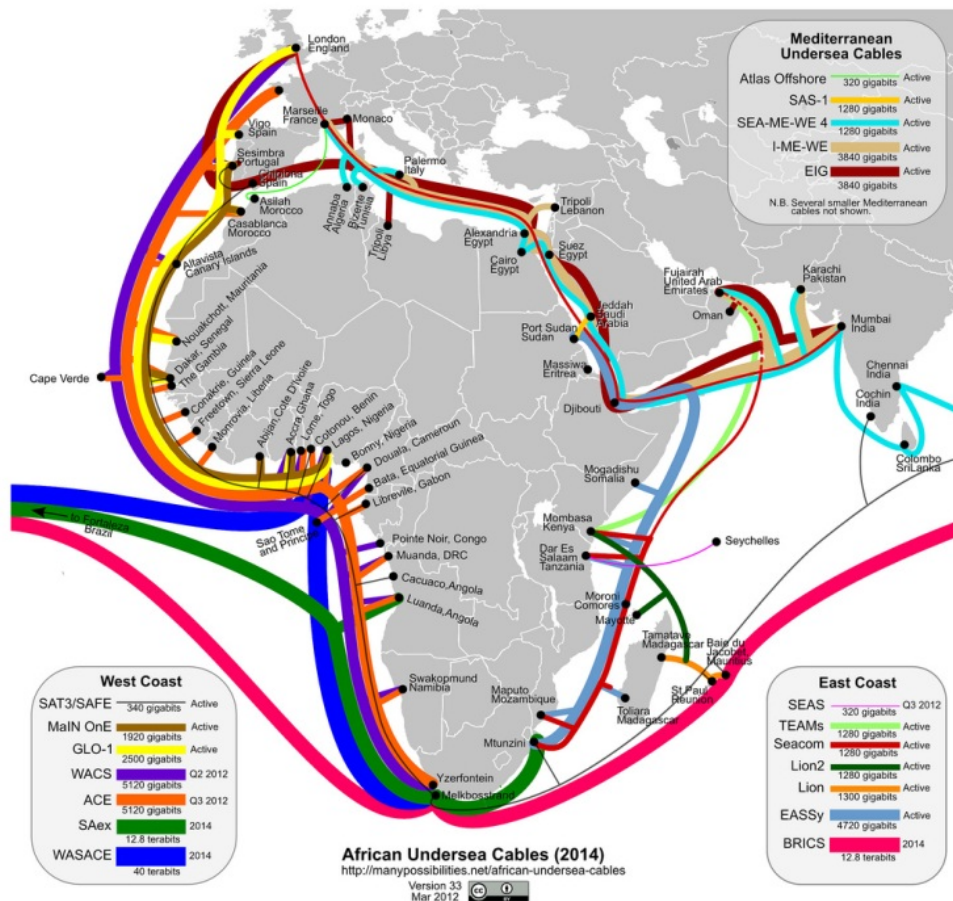 London
England
Mediterranean
Undersea Cables
Atlas Offshore
320 gigabits
Active
SAS-1
1280 gigabits
Active
SEA-ME-WE 4
1280 gigabits
Active
I-ME-WE
3840 gigabits
Active
EIG
3840 gigabits
Active
N.B. Several smaller Mediterranean
cables not shown.
Marseille
France
Monaco
Vigo
Spain
Sesimbra
Portugal
Chipiona
Spain
Palermo
Italy
Asilah
Morocco
Casablanca
Morocco
Annaba
Algeria
Bizerte
Tunisia
Tripoli
Libya
Tripoli
Lebanon
Alexandria
Egypt
Cairo
Egypt
Suez
Egypt
Altavista
Canary Islands
Fujairah
United Arab
Emirates
Oman
Karachi
Pakistan
Mumbai
India
Jeddah
Saudi
Arabia
Port Sudan
Sudan
Massiwa
Eritrea
Djibouti
Chennai
India
Cochin
India
Colombo
SriLanka
Nouakchott, Mauritania
Dakar, Senegal
The Gambia
Cape Verde
Conakne, Guinea
Freetown, Sierra Leone
Monrovia, Liberia
Abijan,Cote D'Ivoire
Accra,Ghana
Lome, Togo
Cotonou, Benin
Lagos, Nigeria
Bonny, Nigeria
Douala, Cameroun
Bata, Equatorial Guinea
Libreville, Gabon
Mogadishu
Somalia
to Fortaleza
Brazil
Sao Tome
and Principe
Pointe Noir, Congo
Muanda, DRC
Cacuaco,Angola
Luanda,Angola
Mombasa
Kenya
Dar Es
Salaam
Tanzania
Seychelles
Moroni
Comores
Mayotte
Tamatave
Madagascar
Baie du
Jacobet,
Mauritius
St.Paul
Reunion
Swakopmund
Namibia
Maputo
Mozambique
Toliara
Madagascar
Mtunzini
Yzerfontein
Melkbosstrand
West Coast
SAT3/SAFE
340 gigabits
Active
MaIN OnE
1920 gigabits
Active
GLO-1
2500 gigabits
Active
WACS
5120 gigabits
Q2 2012
ACE
5120 gigabits
Q3 2012
SAex
12.8 terabits
2014
WASACE
40 terabits
2014
East Coast
SEAS
320 gigabits
Q3 2012
TEAMs
1280 gigabits
Active
Seacom
1280 gigabits
Active
Lion2
1280 gigabits
Active
Lion
1300 gigabits
Active
EASSy
4720 gigabits
Active
BRICS
12.8 terabits
2014
African Undersea Cables (2014)
http://manypossibilities.net/african-undersea-cables
Version 33
Mar 2012
cc
BY